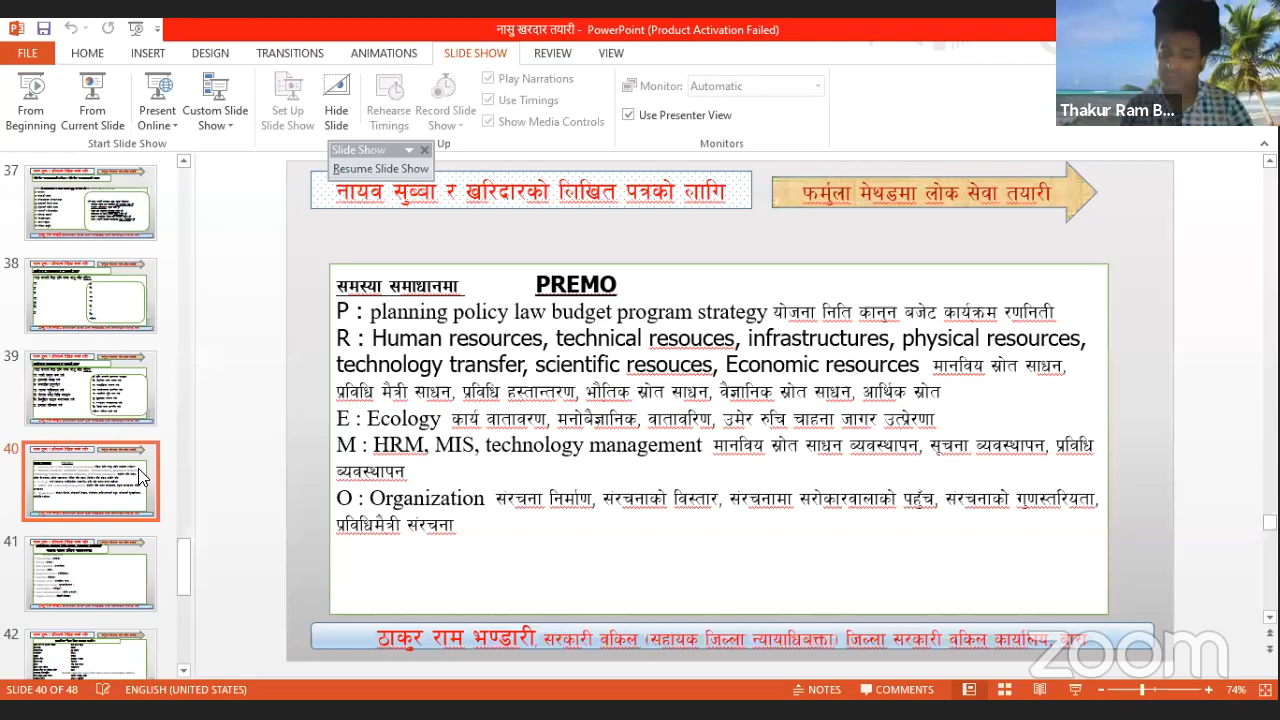 नासु खरदार तयारी - PowerPoint (Product Activation Failed)
FILE HOME INSERT DESIGN TRANSITIONS ANIMATIONS SLIDE SHOW REVIEW VIEW
From Beginning
From Current Slide
Present Online
Custom Slide Show
Set Up Slide Show
Hide Slide
Rehearse Timings
Record Slide Show
Play Narrations
Use Timings
Show Media Controls
Monitor: Automatic
Use Presenter View
Start Slide Show
Up
Monitors
Slide Show
Resume Slide Show
Thakur Ram B...
37
38
39
40
41
42
नायव सुब्बा र खरिदारको लिखित पत्रको लागि
फर्मुला मेथडमा लोक सेवा तयारी
समस्या समाधानमा PREMO
P : planning policy law budget program strategy योजना निति कानुन बजेट कार्यक्रम रणनिती
R : Human resources, technical resouces, infrastructures, physical resources,
technology transfer, scientific resouces, Economic resources मानविय स्रोत साधन,
प्रविधि मैत्री साधन, प्रविधि हस्तान्तरण, भौतिक स्रोत साधन, वैज्ञानिक स्रोत साधन, आर्थिक स्रोत
E : Ecology कार्य वातावरण, मनोबैज्ञानिक, वातावरिण, उमेर रुचि चाहना जागर उत्प्रेरणा
M : HRM, MIS, technology management मानविय स्रोत साधन व्यवस्थापन, सूचना व्यवस्थापन, प्रविधि
व्यवस्थापन
O : Organization संरचना निर्माण, संरचनाको विस्तार, संरचनामा सरोकारवालाको पहुँच, संरचनाको गुणस्तरियता,
प्रविधिमैत्री संरचना
ठाकुर राम भण्डारी, सरकारी वकिल (सहायक जिल्ला न्यायाधिवक्ता) जिल्ला सरकारी वकिल कार्यालय,
zoom
SLIDE 40 OF 48 ENGLISH (UNITED STATES) NOTES COMMENTS 74%